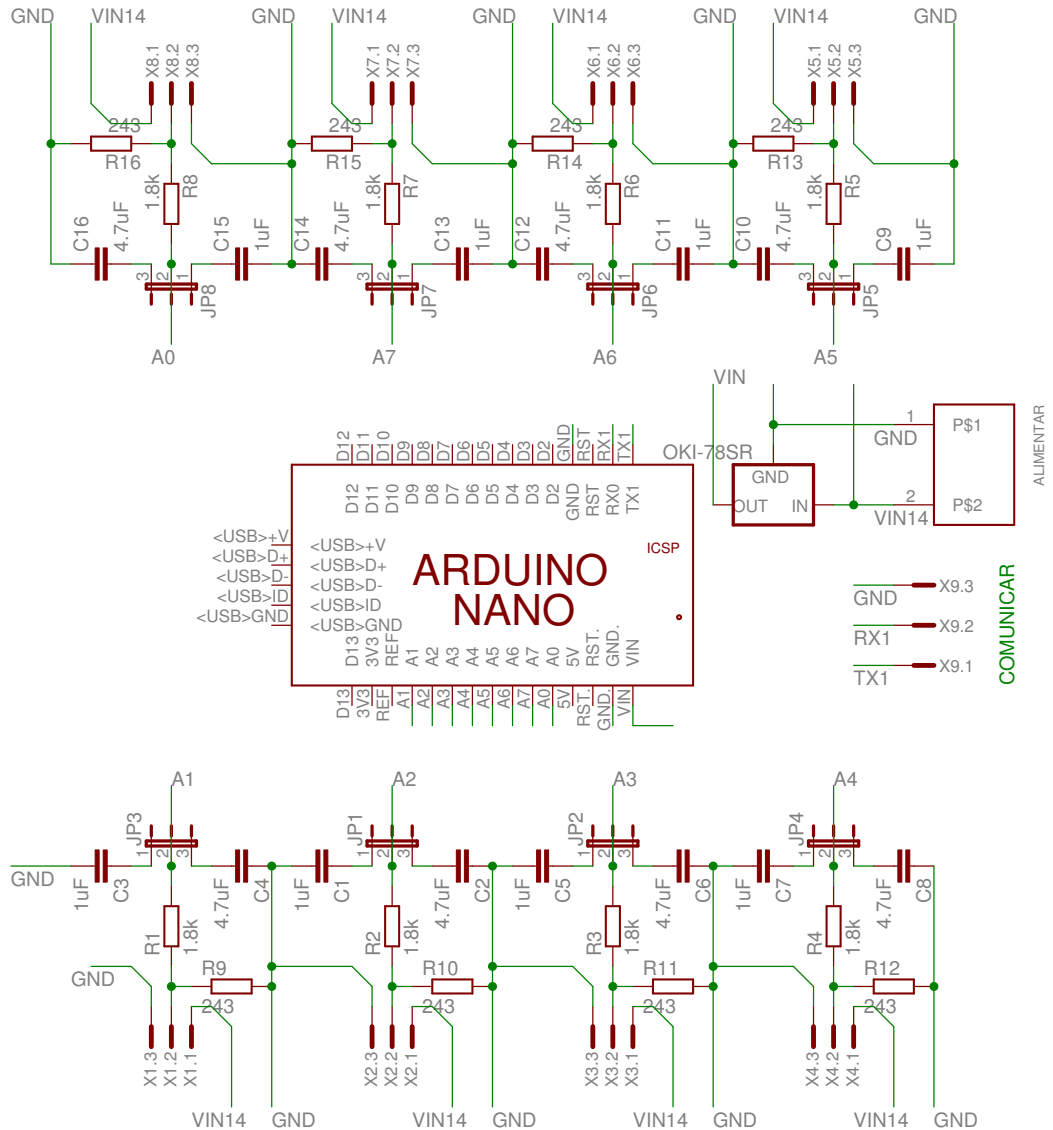 GND VIN14 GND VIN14 GND VIN14 GND VIN14 GND
X8.1 X8.2 X8.3 X7.1 X7.2 X7.3 X6.1 X6.2 X6.3 X5.1 X5.2 X5.3
243 243 243 243
R16 R15 R14 R13
1.8k R8 1.8k R7 1.8k R6 1.8k R5
C16 4.7uF C15 1uF C14 4.7uF C13 1uF C12 4.7uF C11 1uF C10 4.7uF C9 1uF
3 2 1 3 2 1 3 2 1 3 2 1
JP8 JP7 JP6 JP5
A0 A7 A6 A5
VIN
D12 D11 D10 D9 D8 D7 D6 D5 D4 D3 D2 GND RST RX1 TX1
D12 D11 D10 D9 D8 D7 D6 D5 D4 D3 D2 GND RST RX0 TX1
OKI-78SR
GND
OUT IN
1
GND
P$1
2
VIN14
P$2
ALIMENTAR
<USB>+V <USB>+V
<USB>D+ <USB>D+
<USB>D- <USB>D-
<USB>ID <USB>ID
<USB>GND <USB>GND
ICSP
ARDUINO
NANO
GND X9.3
RX1 X9.2
TX1 X9.1
COMUNICAR
D13 3V3 REF A1 A2 A3 A4 A5 A6 A7 A0 5V RST. GND. VIN
D13 3V3 REF A1 A2 A3 A4 A5 A6 A7 A0 5V RST. GND. VIN
A1 A2 A3 A4
JP3 JP1 JP2 JP4
1 2 3 1 2 3 1 2 3 1 2 3
GND
1uF C3 4.7uF C4 1uF C1 4.7uF C2 1uF C5 4.7uF C6 1uF C7 4.7uF C8
R1 1.8k R2 1.8k R3 1.8k R4 1.8k
GND
R9 R10 R11 R12
243 243 243 243
X1.3 X1.2 X1.1 X2.3 X2.2 X2.1 X3.3 X3.2 X3.1 X4.3 X4.2 X4.1
VIN14 GND VIN14 GND VIN14 GND VIN14 GND